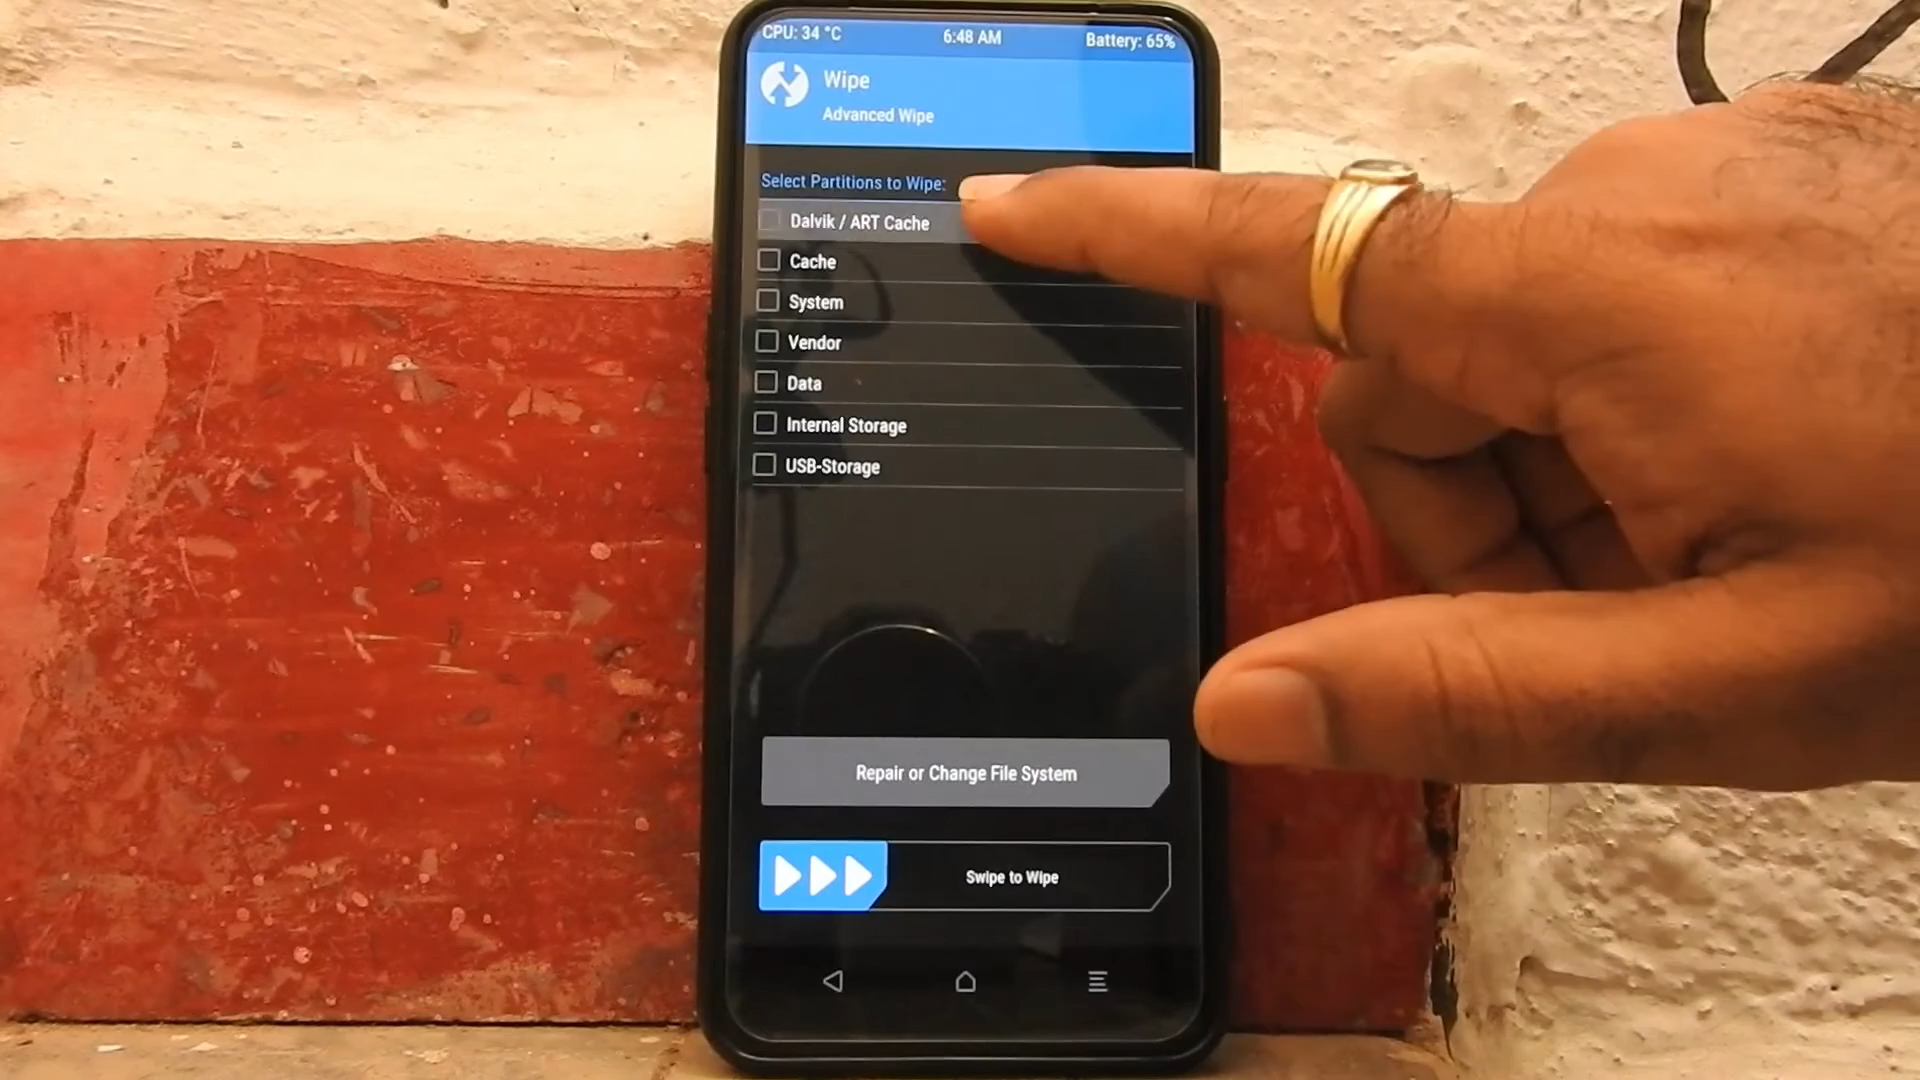 CPU: 34 °C 6:48 AM Battery: 65%
Wipe
Advanced Wipe
Select Partitions to Wipe:
Dalvik / ART Cache
Cache
System
Vendor
Data
Internal Storage
USB-Storage
Repair or Change File System
Swipe to Wipe